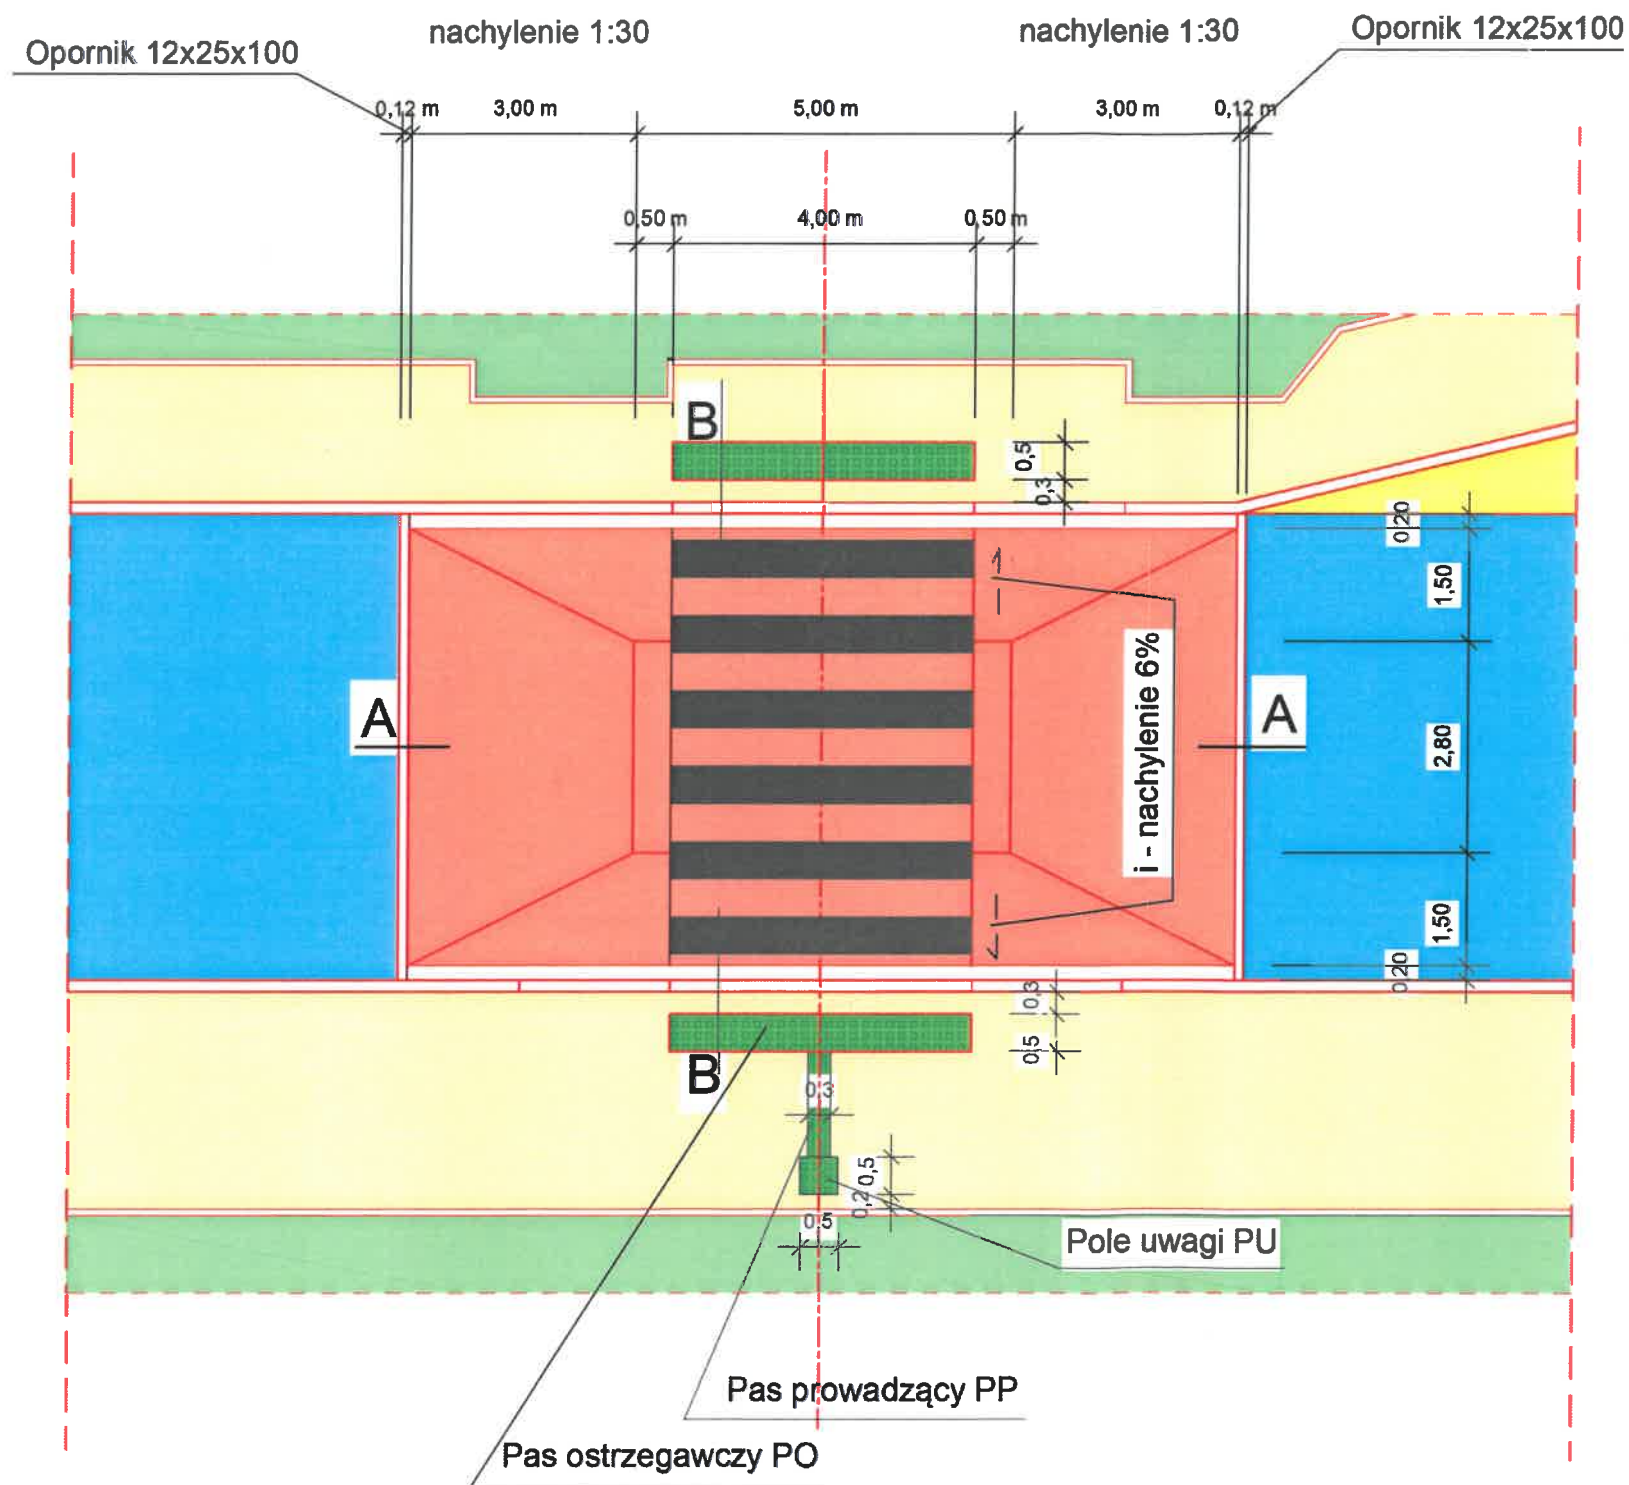 nachylenie 1:30
nachylenie 1:30
Opornik 12x25x100
Opornik 12x25x100
0,12 m
3,00 m
5,00 m
3,00 m
0,12 m
0,50 m
4,00 m
0,50 m
B
0,5
0,3
0,20
1,50
i - nachylenie 6%
A
A
2,80
1,50
0,20
0,3
0,5
B
0,3
0,5
0,2
0,5
Pole uwagi PU
Pas prowadzący PP
Pas ostrzegawczy PO